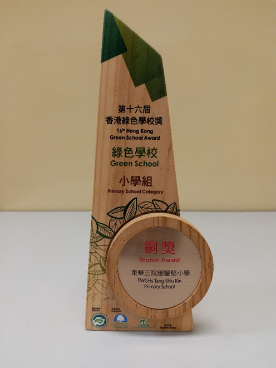 第十六屆
香港綠色學校獎
16th Hong Kong
Green School Award
綠色學校
Green School
小學組
Primary School Category
銅獎
Bronze Award
東華三院鄧肇堅小學
TWGHs Tang Shiu Kin
Primary School